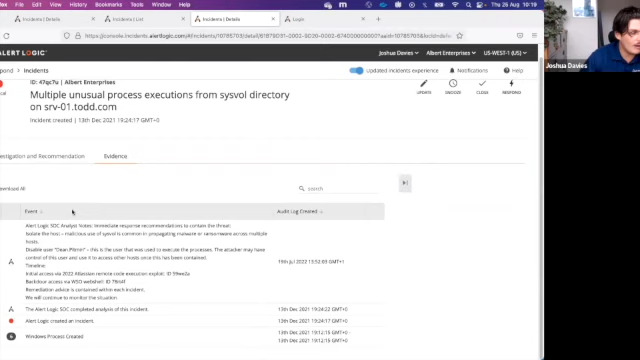 History Bookmarks Tools Window Help
Thu 25 Aug 10:19
Incidents | Details
Incidents | List
Incidents | Details
Login
https://console.incidents.alertlogic.com/#/incidents/
ALERT LOGIC
Joshua Davies
Albert Enterprises
US-WEST-1 (US)
Joshua Davies
Incidents
Updated incidents experience
Notifications
Help
ID: 47qc7u | Albert Enterprises
Multiple unusual process executions from sysvol directory
on srv-01.todd.com
Incident created | 13th Dec 2021 19:24:17 GMT+0
UPDATE
SNOOZE
CLOSE
RESPOND
Investigation and Recommendation
Evidence
Download All
search
Event
Audit Log Created
Alert Logic SOC Analyst Notes: Immediate response recommendations to contain the threat:
Isolate the host – malicious use of sysvol is common in propagating malware or ransomware across multiple
hosts.
Disable user "Dean.Pitman" – this is the user that was used to execute the processes. The attacker may have
control of this user and use it to access other hosts once this has been contained.
Timeline:
Initial access via 2022 Atlassian remote code execution exploit: ID
Backdoor access via WSO webshell: ID
Remediation advice is contained within each incident.
We will continue to monitor the situation.
19th Jul 2022 13:52:03 GMT+1
The Alert Logic SOC completed analysis of this incident.
13th Dec 2021 19:24:22 GMT+0
Alert Logic created an incident.
13th Dec 2021 19:24:17 GMT+0
Windows Process Created
13th Dec 2021 19:12:15 GMT+0 -
13th Dec 2021 19:12:15 GMT+0